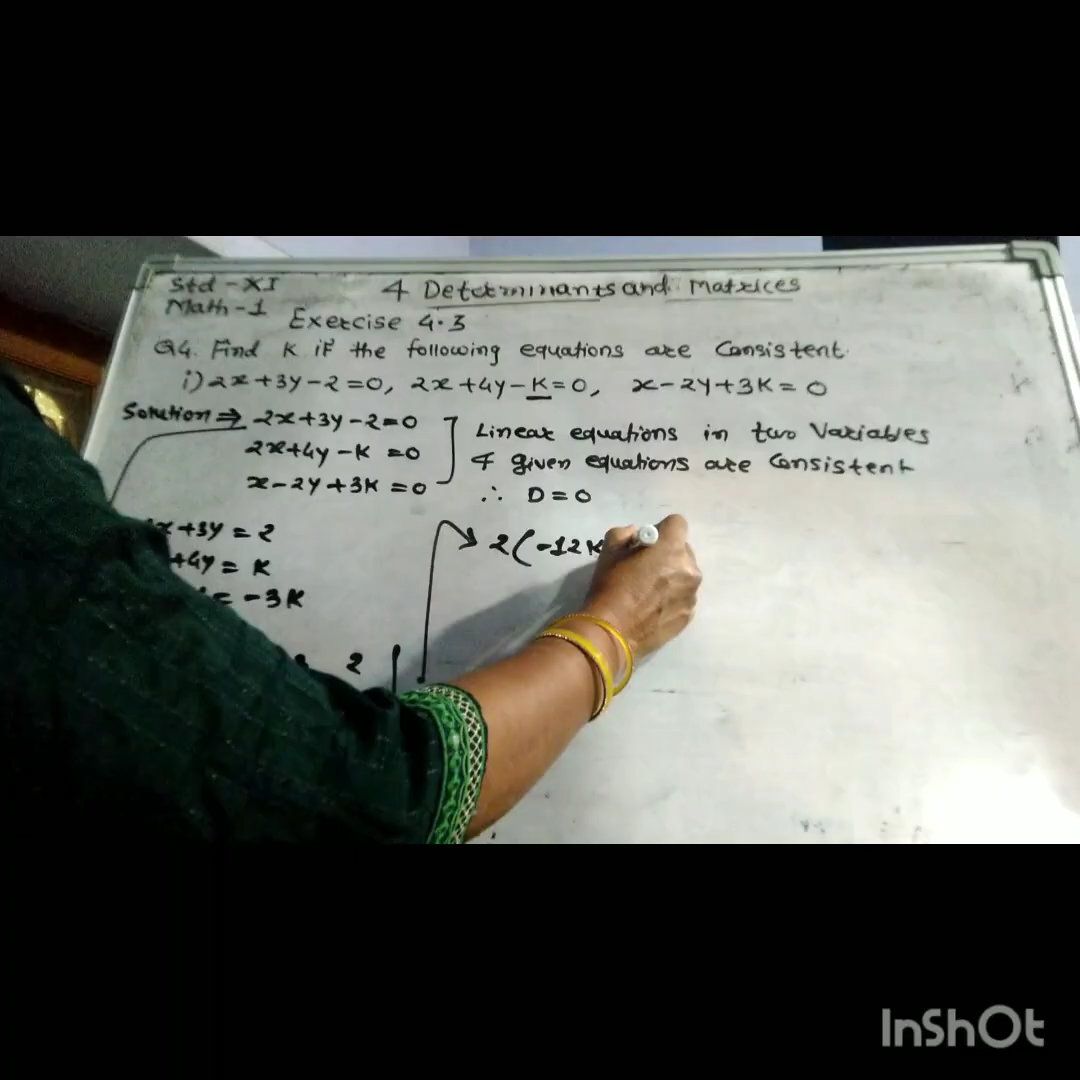 Std - XI
4 Determinants and Matrices
Math-1
Exercise 4.3
Q4. Find K if the following equations are Consistent.
i) 2x+3y-2=0, 2x+4y-K=0, x-2y+3K=0
Solution ⇒ 2x+3y-2=0
2x+4y-K=0
x-2y+3K=0
Linear equations in two Variables
& given equations are Consistent
∴ D=0
x+3y=2
+4y=K
=-3K
2
2(-12K
InShOt